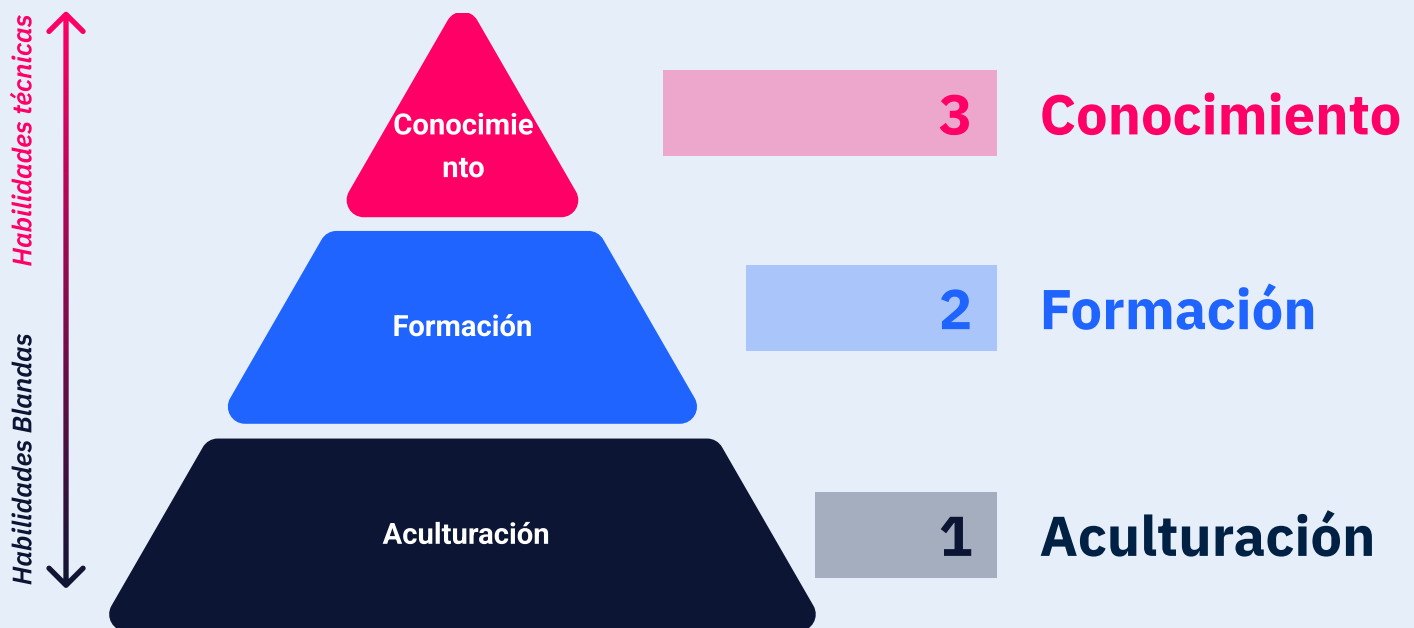 Habilidades técnicas
Habilidades Blandas
Conocimie
nto
3
Conocimiento
Formación
2
Formación
Aculturación
1
Aculturación